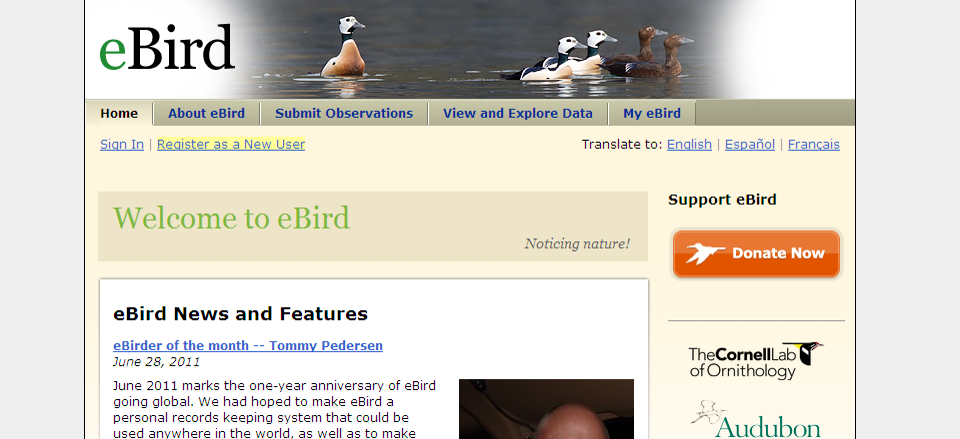 eBird
Home
About eBird
Submit Observations
View and Explore Data
My eBird
Sign In | Register as a New User
Translate to: English | Español | Français
Welcome to eBird
Noticing nature!
Support eBird
Donate Now
eBird News and Features
eBirder of the month -- Tommy Pedersen
June 28, 2011
June 2011 marks the one-year anniversary of eBird
going global. We had hoped to make eBird a
personal records keeping system that could be
used anywhere in the world, as well as to make
The CornellLab
of Ornithology
Audubon